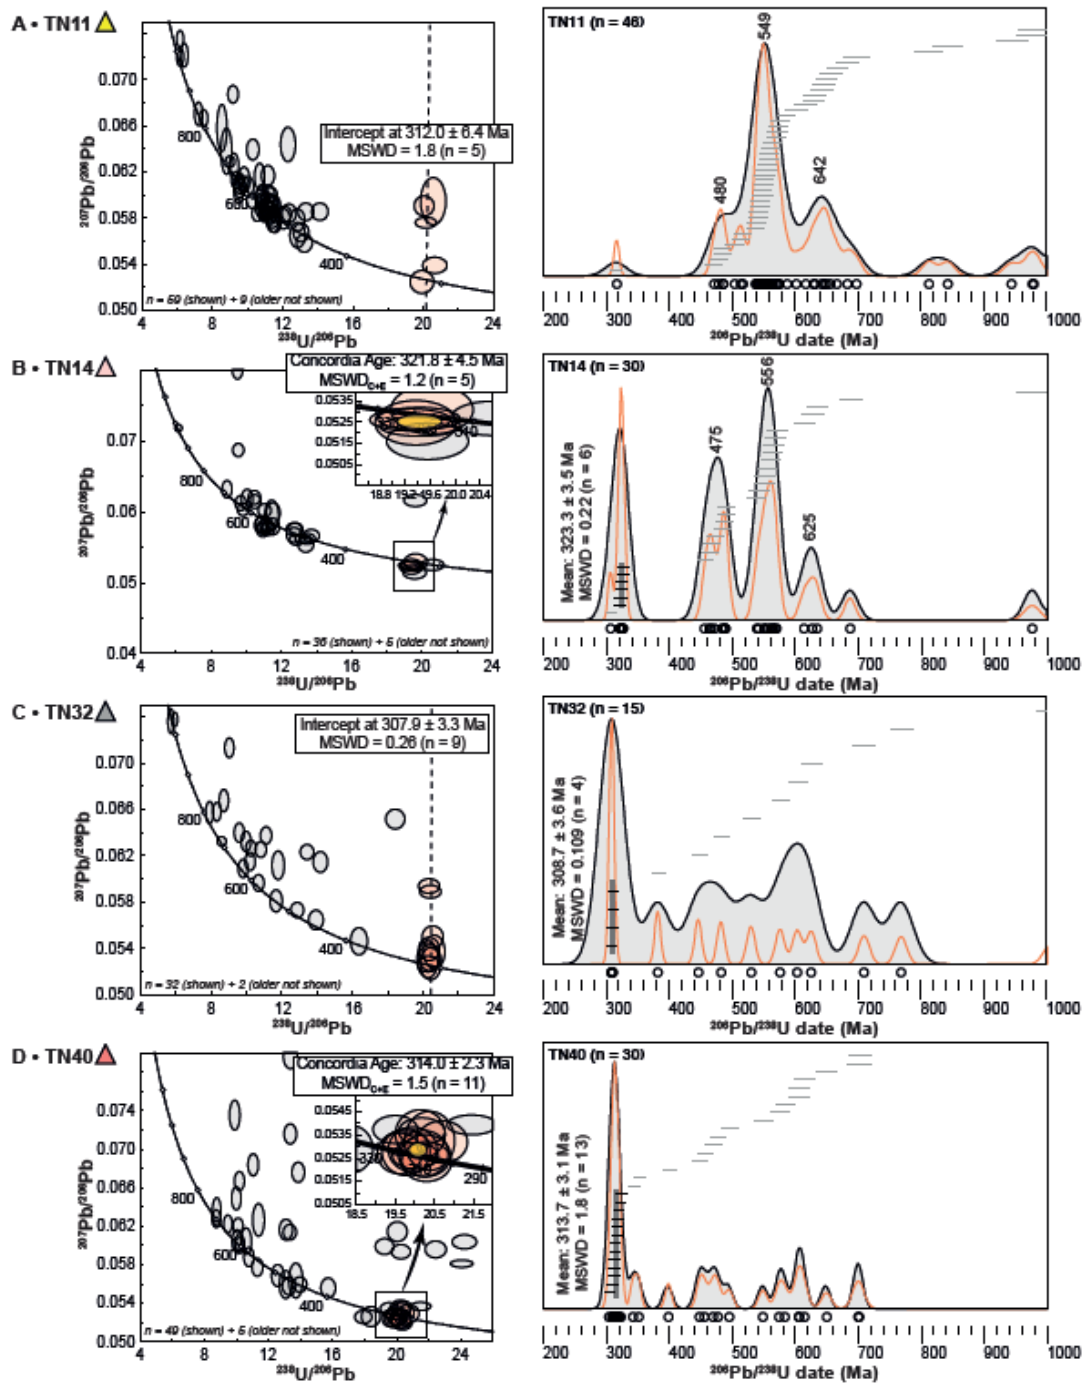 A • TN11
0.070
0.066
0.062
0.058
0.054
0.050
²⁰⁷Pb/²⁰⁶Pb
800
600
400
Intercept at 312.0 ± 6.4 Ma
MSWD = 1.8 (n = 5)
n = 59 (shown) + 9 (older not shown)
4 8 12 16 20 24
²³⁸U/²⁰⁶Pb
TN11 (n = 46)
549
480
642
200 300 400 500 600 700 800 900 1000
²⁰⁶Pb/²³⁸U date (Ma)
B • TN14
0.07
0.06
0.05
0.04
²⁰⁷Pb/²⁰⁶Pb
800
600
400
Concordia Age: 321.8 ± 4.5 Ma
MSWD_C+E = 1.2 (n = 5)
0.0535
0.0525
0.0515
0.0505
310
18.8 19.2 19.6 20.0 20.4
n = 36 (shown) + 5 (older not shown)
4 8 12 16 20 24
²³⁸U/²⁰⁶Pb
TN14 (n = 30)
Mean: 323.3 ± 3.5 Ma
MSWD = 0.22 (n = 6)
475
556
625
200 300 400 500 600 700 800 900 1000
²⁰⁶Pb/²³⁸U date (Ma)
C • TN32
0.070
0.066
0.062
0.058
0.054
0.050
²⁰⁷Pb/²⁰⁶Pb
800
600
400
Intercept at 307.9 ± 3.3 Ma
MSWD = 0.26 (n = 9)
n = 32 (shown) + 2 (older not shown)
4 8 12 16 20 24
²³⁸U/²⁰⁶Pb
TN32 (n = 15)
Mean: 308.7 ± 3.6 Ma
MSWD = 0.109 (n = 4)
200 300 400 500 600 700 800 900 1000
²⁰⁶Pb/²³⁸U date (Ma)
D • TN40
0.074
0.070
0.066
0.062
0.058
0.054
0.050
²⁰⁷Pb/²⁰⁶Pb
800
600
400
Concordia Age: 314.0 ± 2.3 Ma
MSWD_C+E = 1.5 (n = 11)
0.0545
0.0535
0.0525
0.0515
0.0505
330
290
18.5 19.5 20.5 21.5
n = 49 (shown) + 5 (older not shown)
4 8 12 16 20 24
²³⁸U/²⁰⁶Pb
TN40 (n = 30)
Mean: 313.7 ± 3.1 Ma
MSWD = 1.8 (n = 13)
200 300 400 500 600 700 800 900 1000
²⁰⁶Pb/²³⁸U date (Ma)